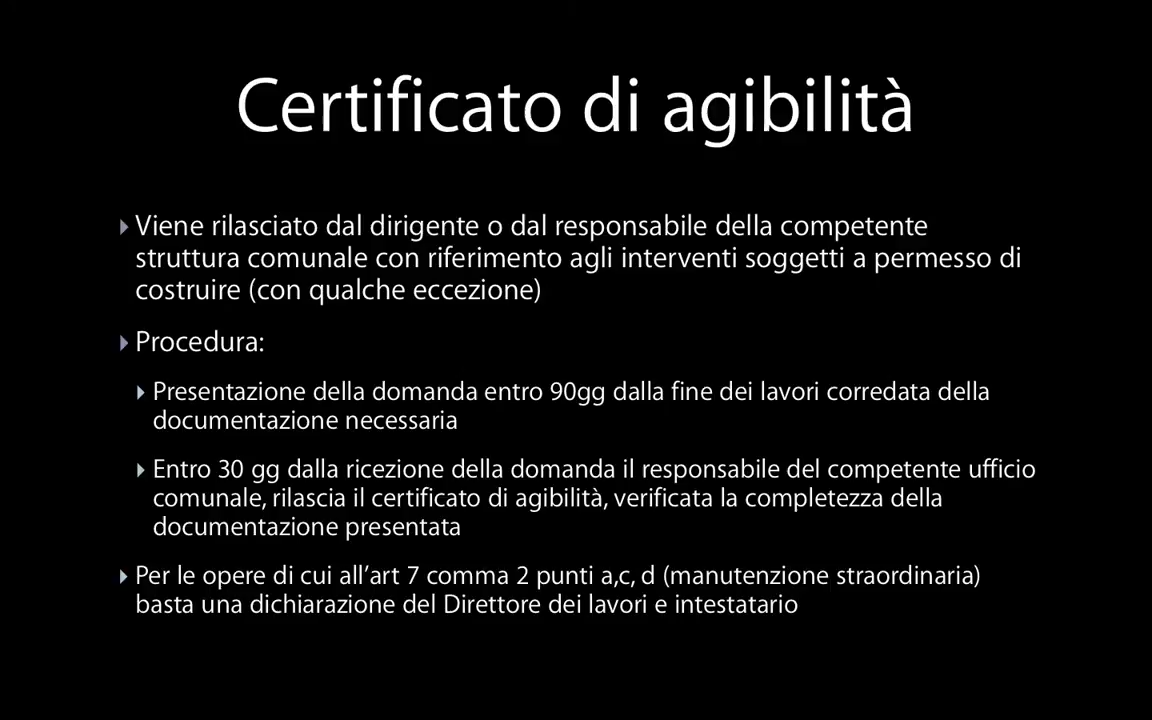 Certificato di agibilità
Viene rilasciato dal dirigente o dal responsabile della competente
struttura comunale con riferimento agli interventi soggetti a permesso di
costruire (con qualche eccezione)
Procedura:
Presentazione della domanda entro 90gg dalla fine dei lavori corredata della
documentazione necessaria
Entro 30 gg dalla ricezione della domanda il responsabile del competente ufficio
comunale, rilascia il certificato di agibilità, verificata la completezza della
documentazione presentata
Per le opere di cui all’art 7 comma 2 punti a,c, d (manutenzione straordinaria)
basta una dichiarazione del Direttore dei lavori e intestatario